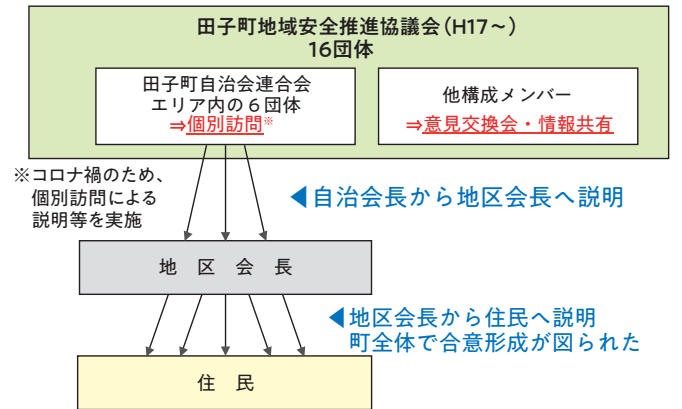 田子町地域安全推進協議会（H17～）
16団体
田子町自治会連合会
エリア内の６団体
⇒個別訪問※
他構成メンバー
⇒意見交換会・情報共有
※コロナ禍のため、
個別訪問による
説明等を実施
◀自治会長から地区会長へ説明
地区会長
◀地区会長から住民へ説明
町全体で合意形成が図られた
住民